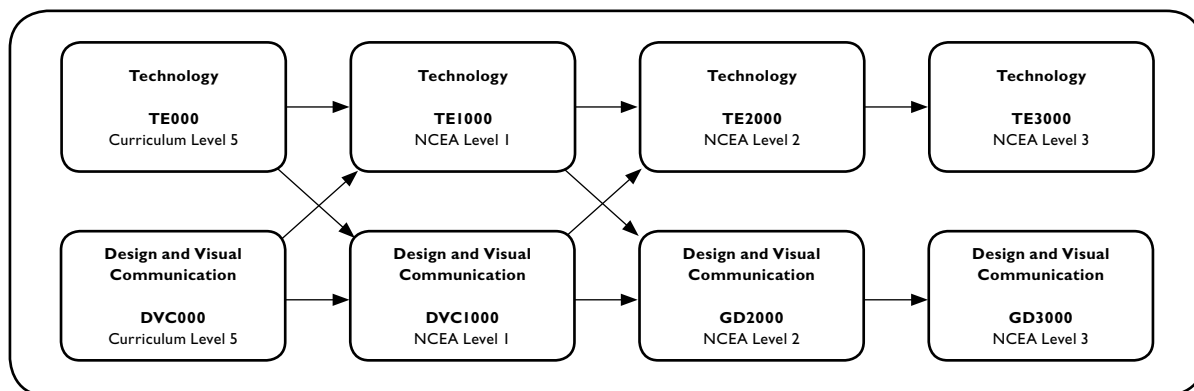 Technology
TE000
Curriculum Level 5
Technology
TE1000
NCEA Level 1
Technology
TE2000
NCEA Level 2
Technology
TE3000
NCEA Level 3
Design and Visual
Communication
DVC000
Curriculum Level 5
Design and Visual
Communication
DVC1000
NCEA Level 1
Design and Visual
Communication
GD2000
NCEA Level 2
Design and Visual
Communication
GD3000
NCEA Level 3